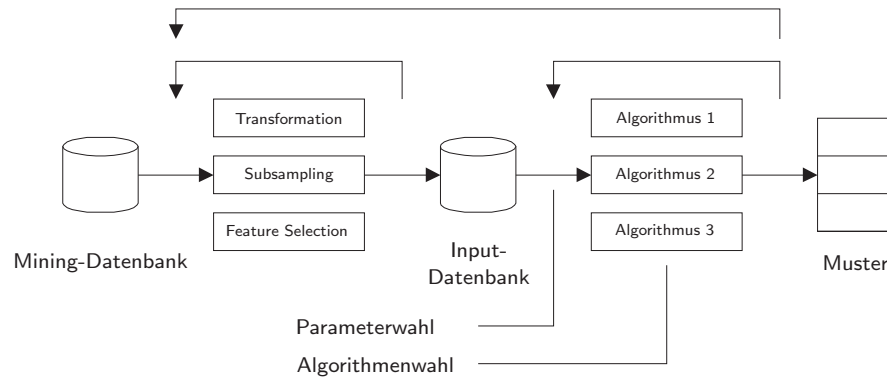 Transformation
Algorithmus 1
Subsampling
Algorithmus 2
Feature Selection
Algorithmus 3
Mining-Datenbank
Input-
Datenbank
Muster
Parameterwahl
Algorithmenwahl